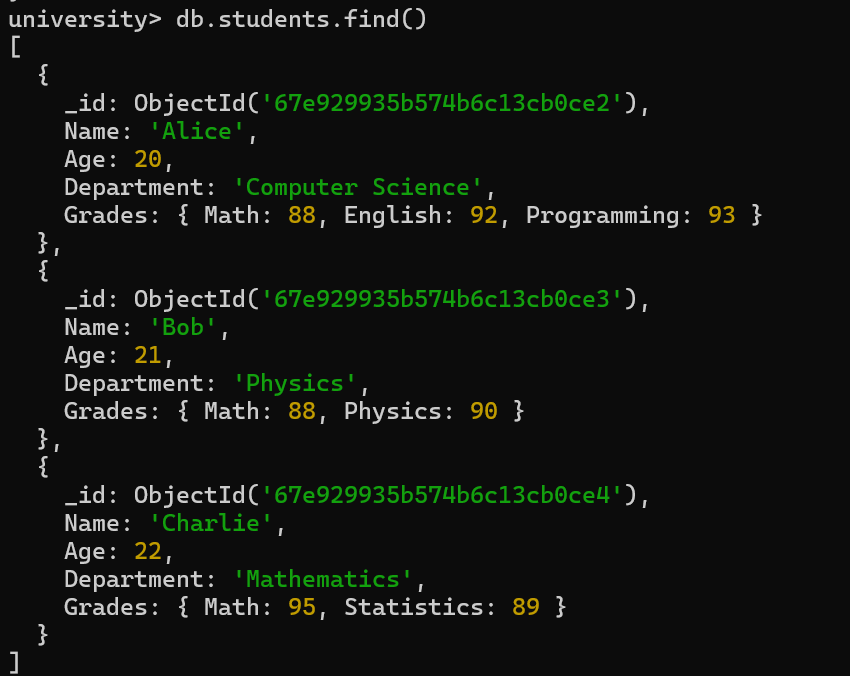 university> db.students.find()
[
  {
    _id: ObjectId('67e929935b574b6c13cb0ce2'),
    Name: 'Alice',
    Age: 20,
    Department: 'Computer Science',
    Grades: { Math: 88, English: 92, Programming: 93 }
  },
  {
    _id: ObjectId('67e929935b574b6c13cb0ce3'),
    Name: 'Bob',
    Age: 21,
    Department: 'Physics',
    Grades: { Math: 88, Physics: 90 }
  },
  {
    _id: ObjectId('67e929935b574b6c13cb0ce4'),
    Name: 'Charlie',
    Age: 22,
    Department: 'Mathematics',
    Grades: { Math: 95, Statistics: 89 }
  }
]